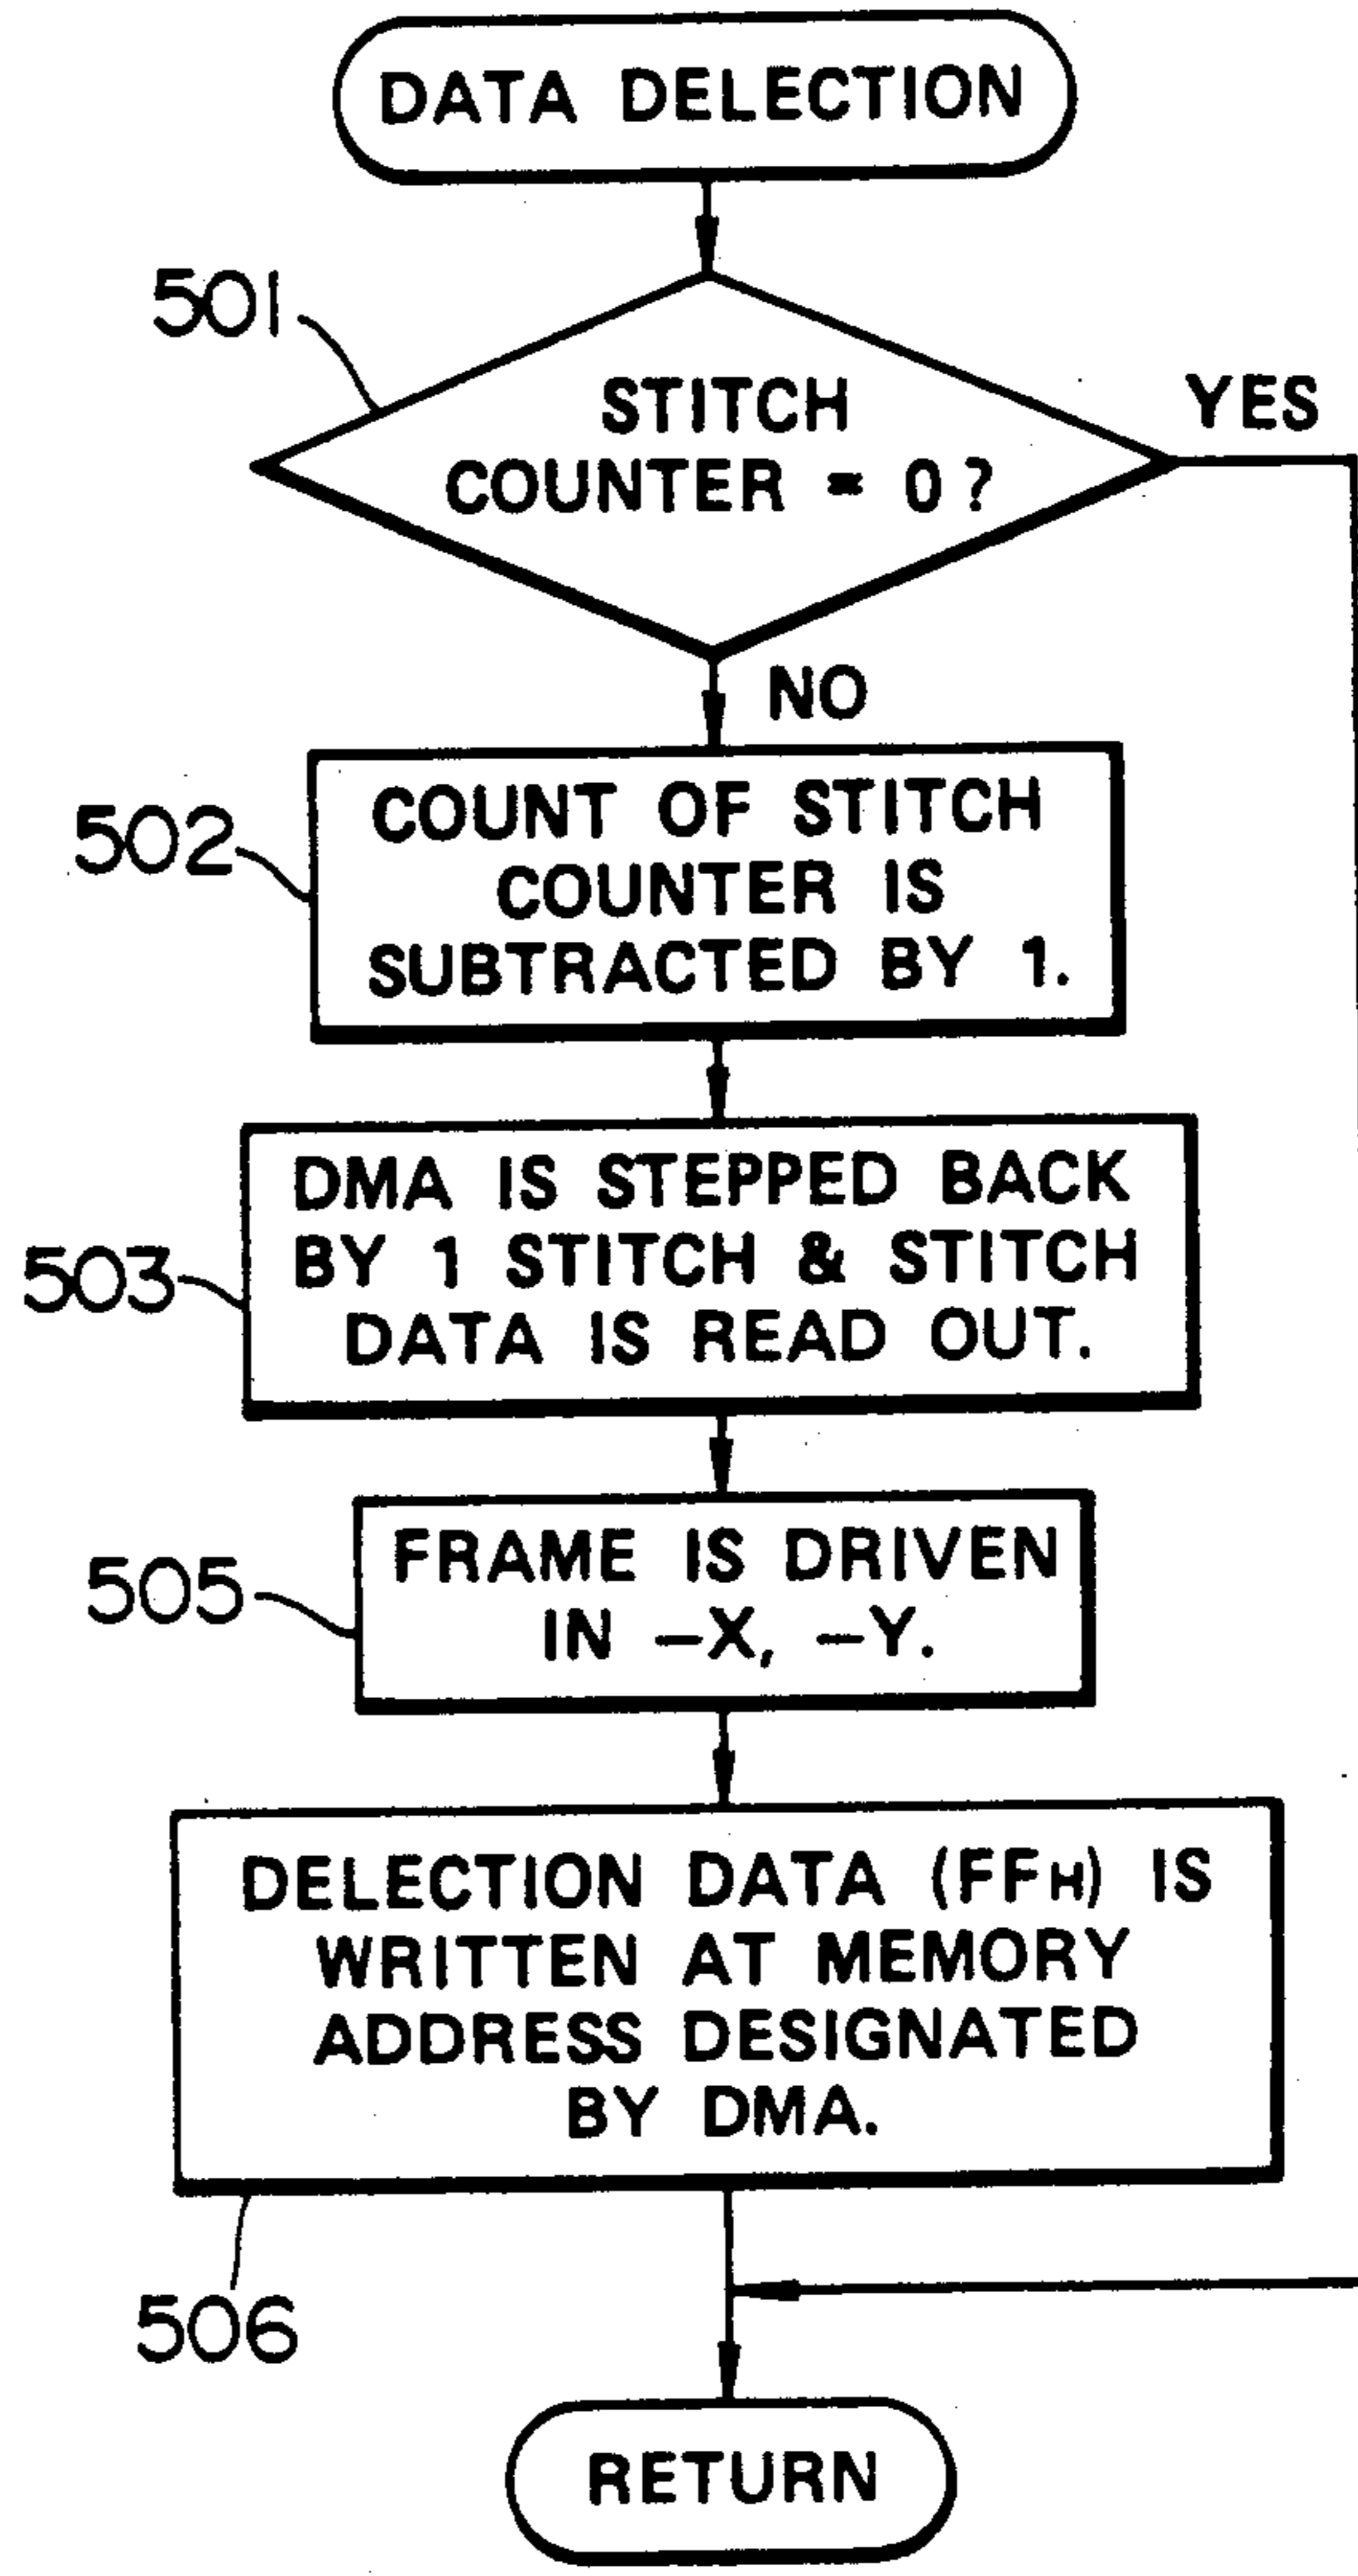 DATA DELECTION
501
STITCH
COUNTER = 0?
YES
NO
502
COUNT OF STITCH
COUNTER IS
SUBTRACTED BY 1.
503
DMA IS STEPPED BACK
BY 1 STITCH & STITCH
DATA IS READ OUT.
505
FRAME IS DRIVEN
IN –X, –Y.
DELECTION DATA (FFH) IS
WRITTEN AT MEMORY
ADDRESS DESIGNATED
BY DMA.
506
RETURN